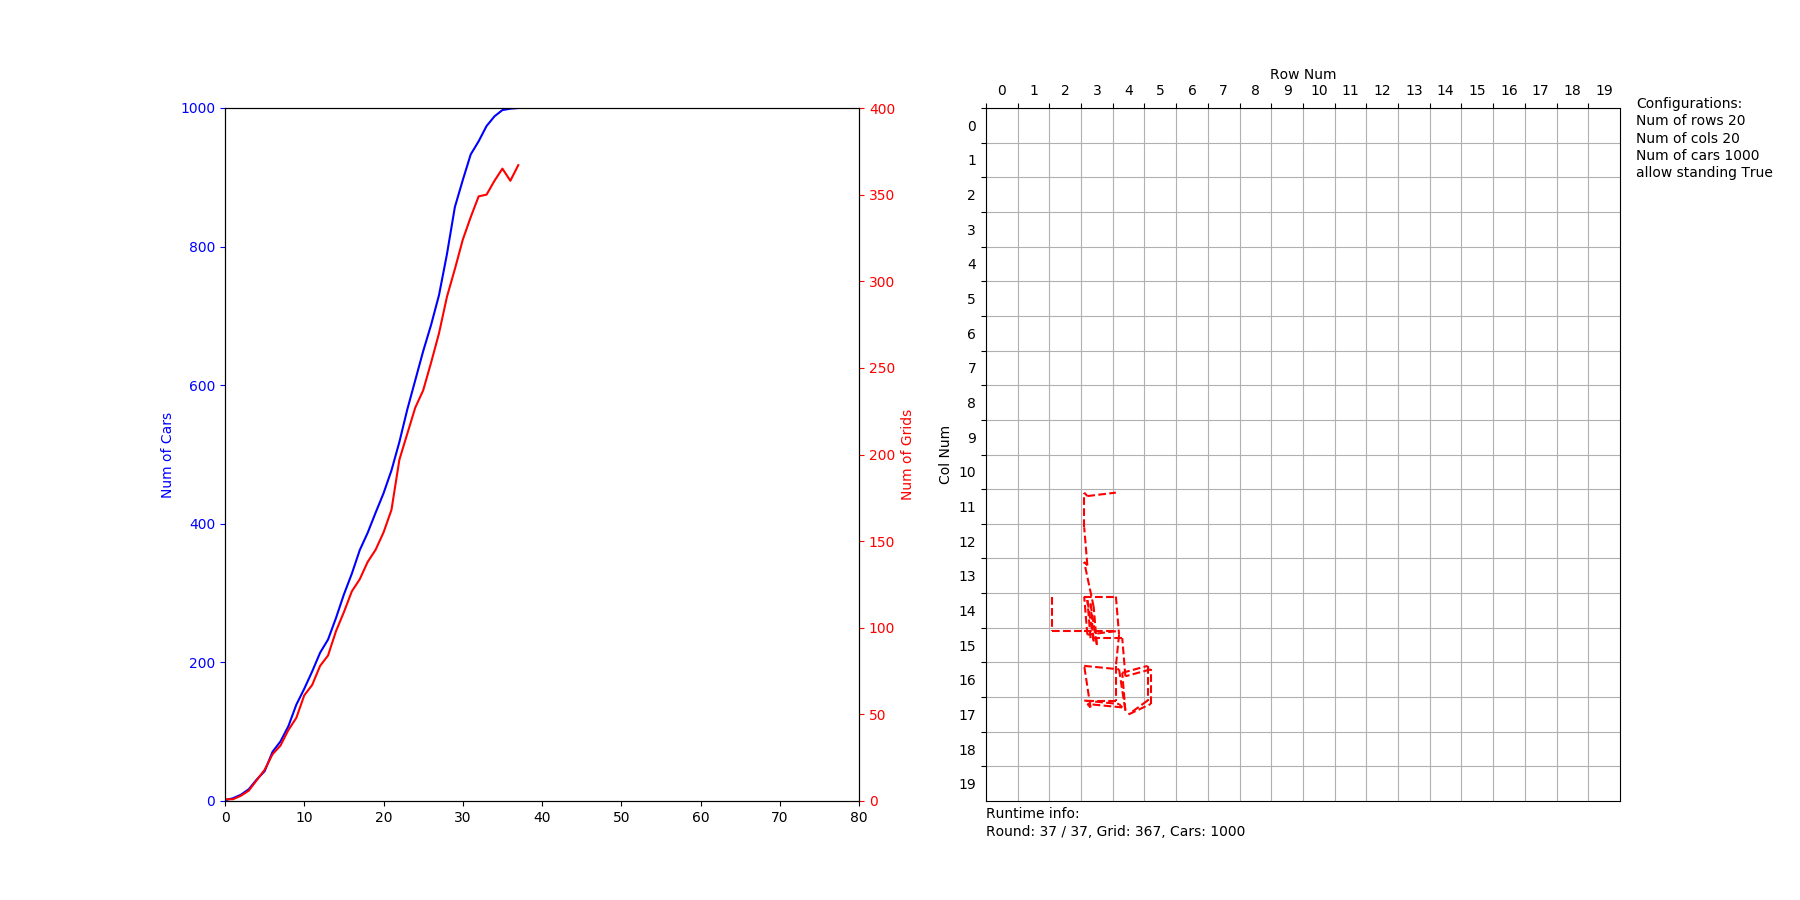 Num of Cars
1000
800
600
400
200
0
0 10 20 30 40 50 60 70 80
400
350
300
250
200
150
100
50
0
Num of Grids
Row Num
0 1 2 3 4 5 6 7 8 9 10 11 12 13 14 15 16 17 18 19
Col Num
0
1
2
3
4
5
6
7
8
9
10
11
12
13
14
15
16
17
18
19
Configurations:
Num of rows 20
Num of cols 20
Num of cars 1000
allow standing True
Runtime info:
Round: 37 / 37, Grid: 367, Cars: 1000